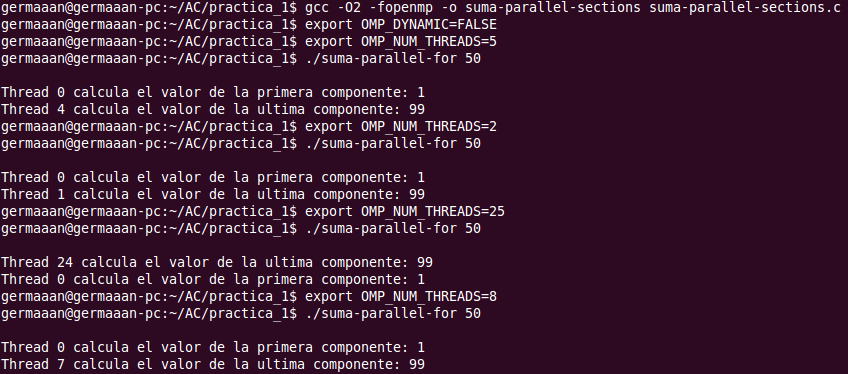 germaaan@germaaan-pc:~/AC/practica_1$ gcc -O2 -fopenmp -o suma-parallel-sections suma-parallel-sections.c
germaaan@germaaan-pc:~/AC/practica_1$ export OMP_DYNAMIC=FALSE
germaaan@germaaan-pc:~/AC/practica_1$ export OMP_NUM_THREADS=5
germaaan@germaaan-pc:~/AC/practica_1$ ./suma-parallel-for 50
Thread 0 calcula el valor de la primera componente: 1
Thread 4 calcula el valor de la ultima componente: 99
germaaan@germaaan-pc:~/AC/practica_1$ export OMP_NUM_THREADS=2
germaaan@germaaan-pc:~/AC/practica_1$ ./suma-parallel-for 50
Thread 0 calcula el valor de la primera componente: 1
Thread 1 calcula el valor de la ultima componente: 99
germaaan@germaaan-pc:~/AC/practica_1$ export OMP_NUM_THREADS=25
germaaan@germaaan-pc:~/AC/practica_1$ ./suma-parallel-for 50
Thread 24 calcula el valor de la ultima componente: 99
Thread 0 calcula el valor de la primera componente: 1
germaaan@germaaan-pc:~/AC/practica_1$ export OMP_NUM_THREADS=8
germaaan@germaaan-pc:~/AC/practica_1$ ./suma-parallel-for 50
Thread 0 calcula el valor de la primera componente: 1
Thread 7 calcula el valor de la ultima componente: 99